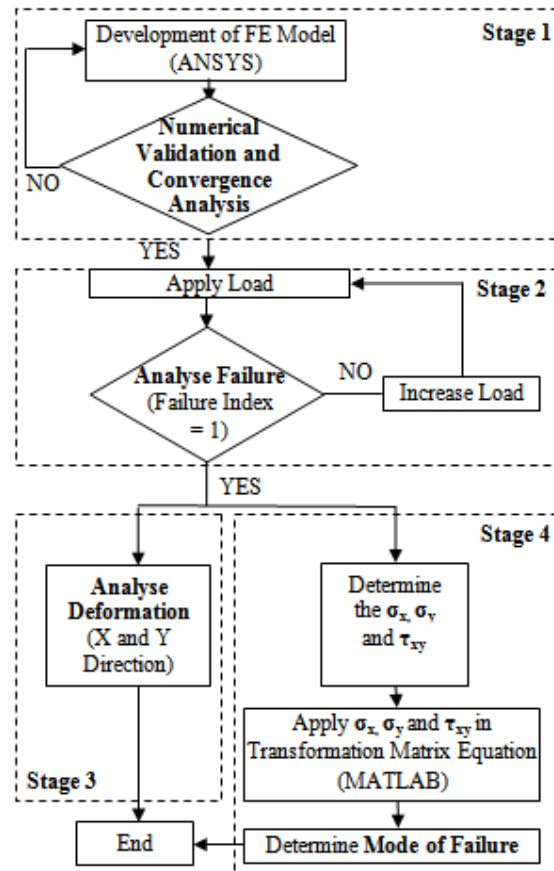 Development of FE Model
(ANSYS)
Stage 1
Numerical
Validation and
Convergence
Analysis
NO
YES
Apply Load
Stage 2
Analyse Failure
(Failure Index
= 1)
NO
Increase Load
YES
Stage 4
Analyse
Deformation
(X and Y
Direction)
Determine
the σx, σy
and τxy
Apply σx, σy and τxy in
Transformation Matrix Equation
(MATLAB)
Stage 3
End
Determine Mode of Failure